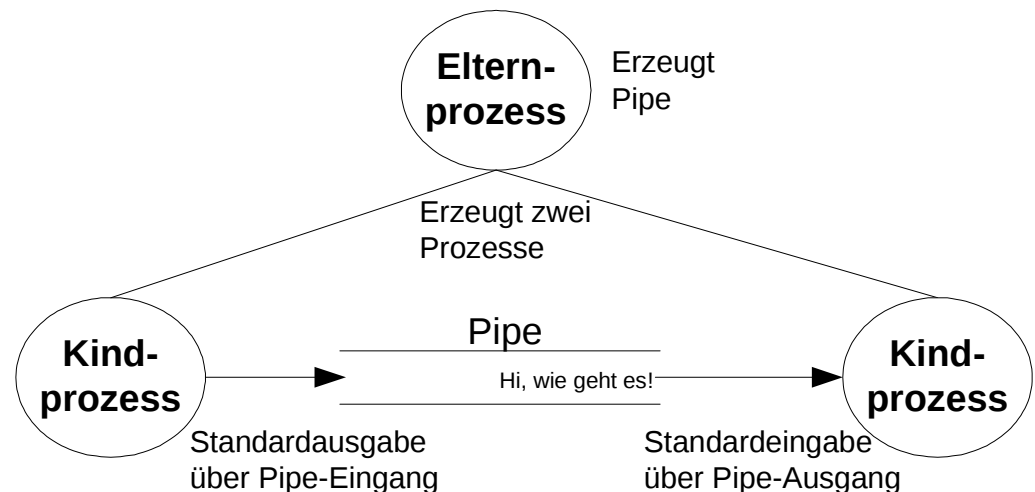 Eltern-
prozess
Erzeugt
Pipe
Erzeugt zwei
Prozesse
Kind-
prozess
Pipe
Hi, wie geht es!
Kind-
prozess
Standardausgabe
über Pipe-Eingang
Standardeingabe
über Pipe-Ausgang